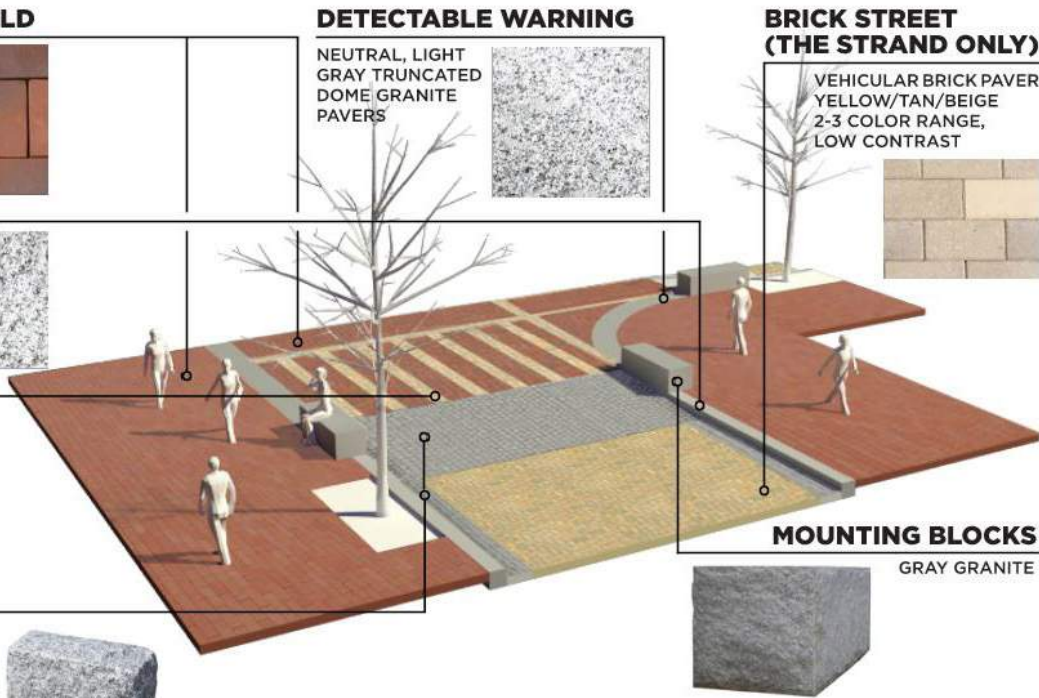 LD
DETECTABLE WARNING
NEUTRAL, LIGHT
GRAY TRUNCATED
DOME GRANITE
PAVERS
BRICK STREET
(THE STRAND ONLY)
VEHICULAR BRICK PAVER
YELLOW/TAN/BEIGE
2-3 COLOR RANGE,
LOW CONTRAST
MOUNTING BLOCKS
GRAY GRANITE